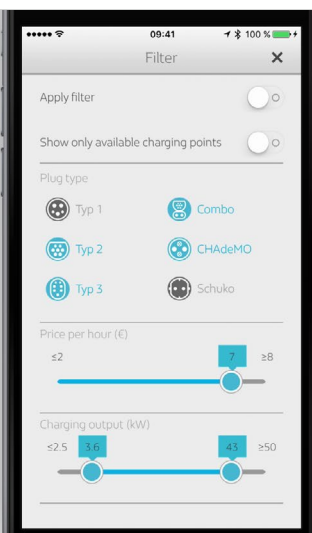 09:41 100 %
Filter ×
Apply filter
Show only available charging points
Plug type
Typ 1 Combo
Typ 2 CHAdeMO
Typ 3 Schuko
Price per hour (€)
≤2 7 ≥8
Charging output (kW)
≤2.5 3.6 43 ≥50